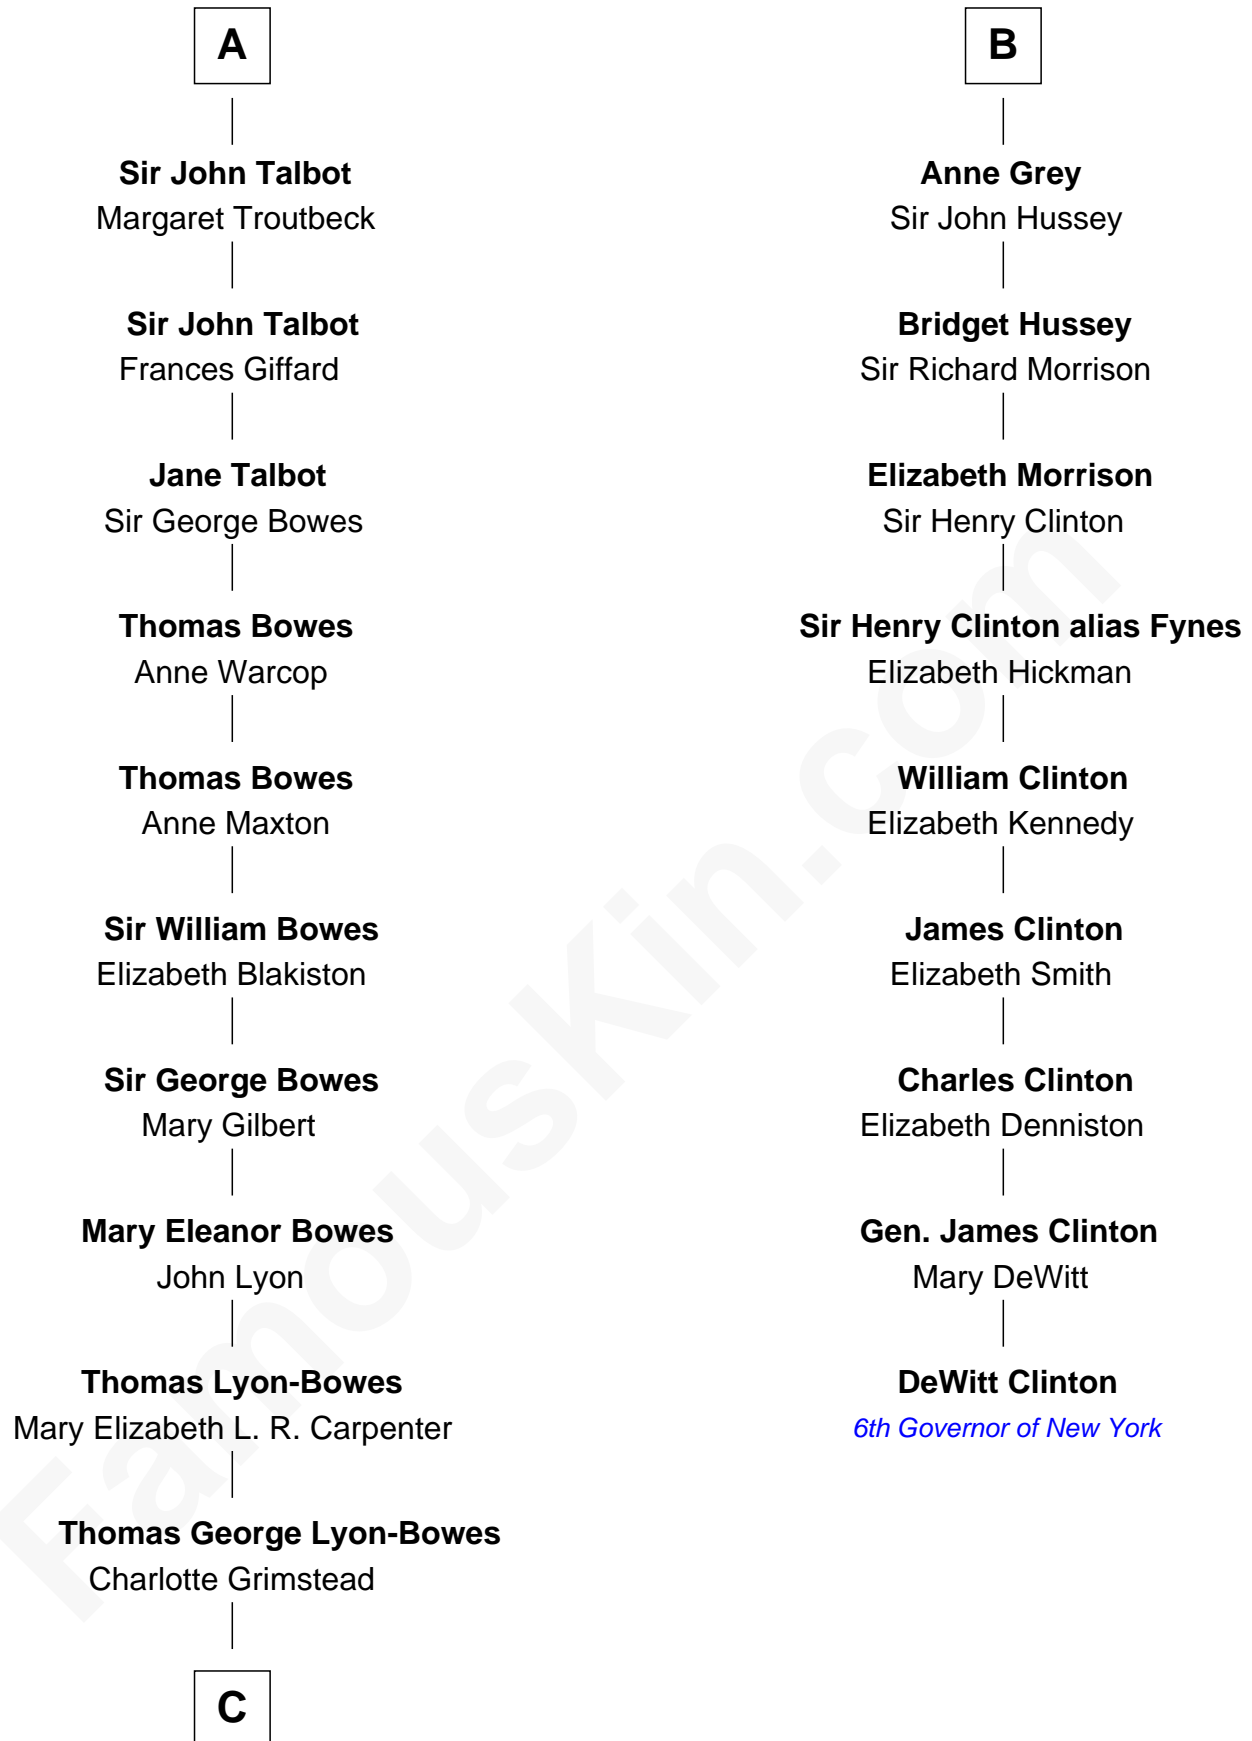 A
Sir John Talbot
Margaret Troutbeck
Sir John Talbot
Frances Giffard
Jane Talbot
Sir George Bowes
Thomas Bowes
Anne Warcop
Thomas Bowes
Anne Maxton
Sir William Bowes
Elizabeth Blakiston
Sir George Bowes
Mary Gilbert
Mary Eleanor Bowes
John Lyon
Thomas Lyon-Bowes
Mary Elizabeth L. R. Carpenter
Thomas George Lyon-Bowes
Charlotte Grimstead
C
B
Anne Grey
Sir John Hussey
Bridget Hussey
Sir Richard Morrison
Elizabeth Morrison
Sir Henry Clinton
Sir Henry Clinton alias Fynes
Elizabeth Hickman
William Clinton
Elizabeth Kennedy
James Clinton
Elizabeth Smith
Charles Clinton
Elizabeth Denniston
Gen. James Clinton
Mary DeWitt
DeWitt Clinton
6th Governor of New York
FamousKin.com